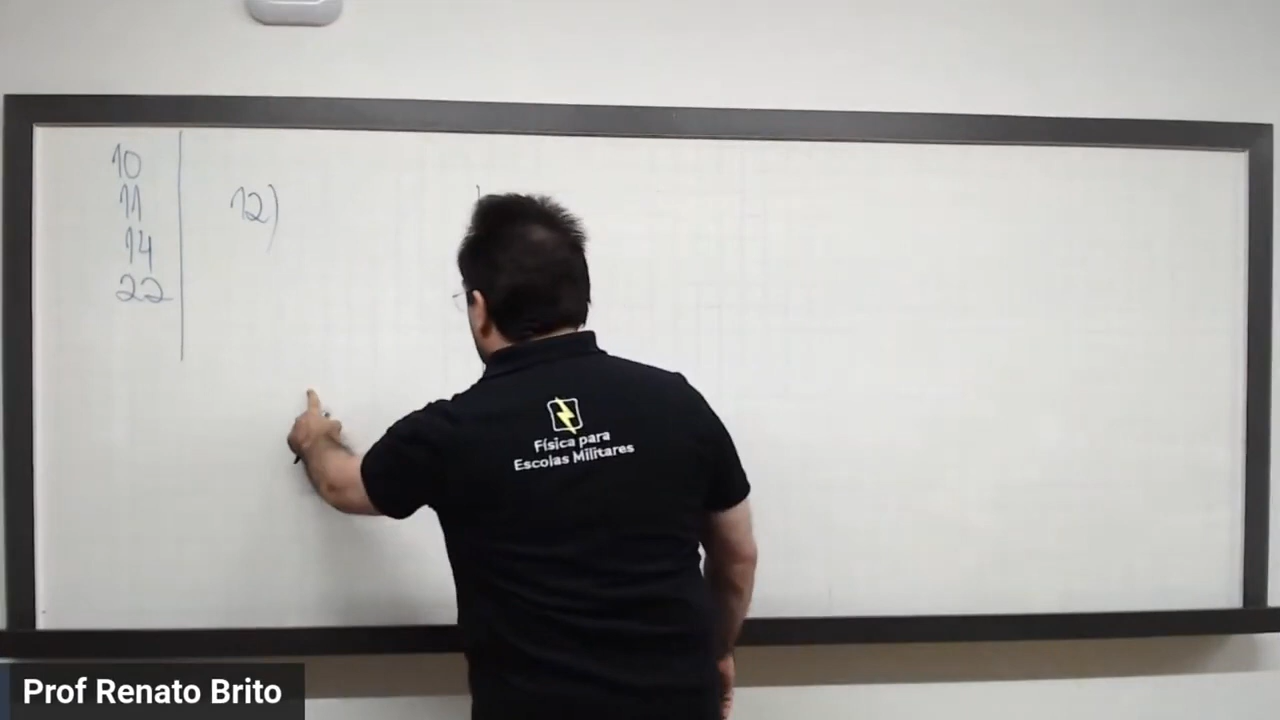 10
11
14
22
12)
Física para
Escolas Militares
Prof Renato Brito